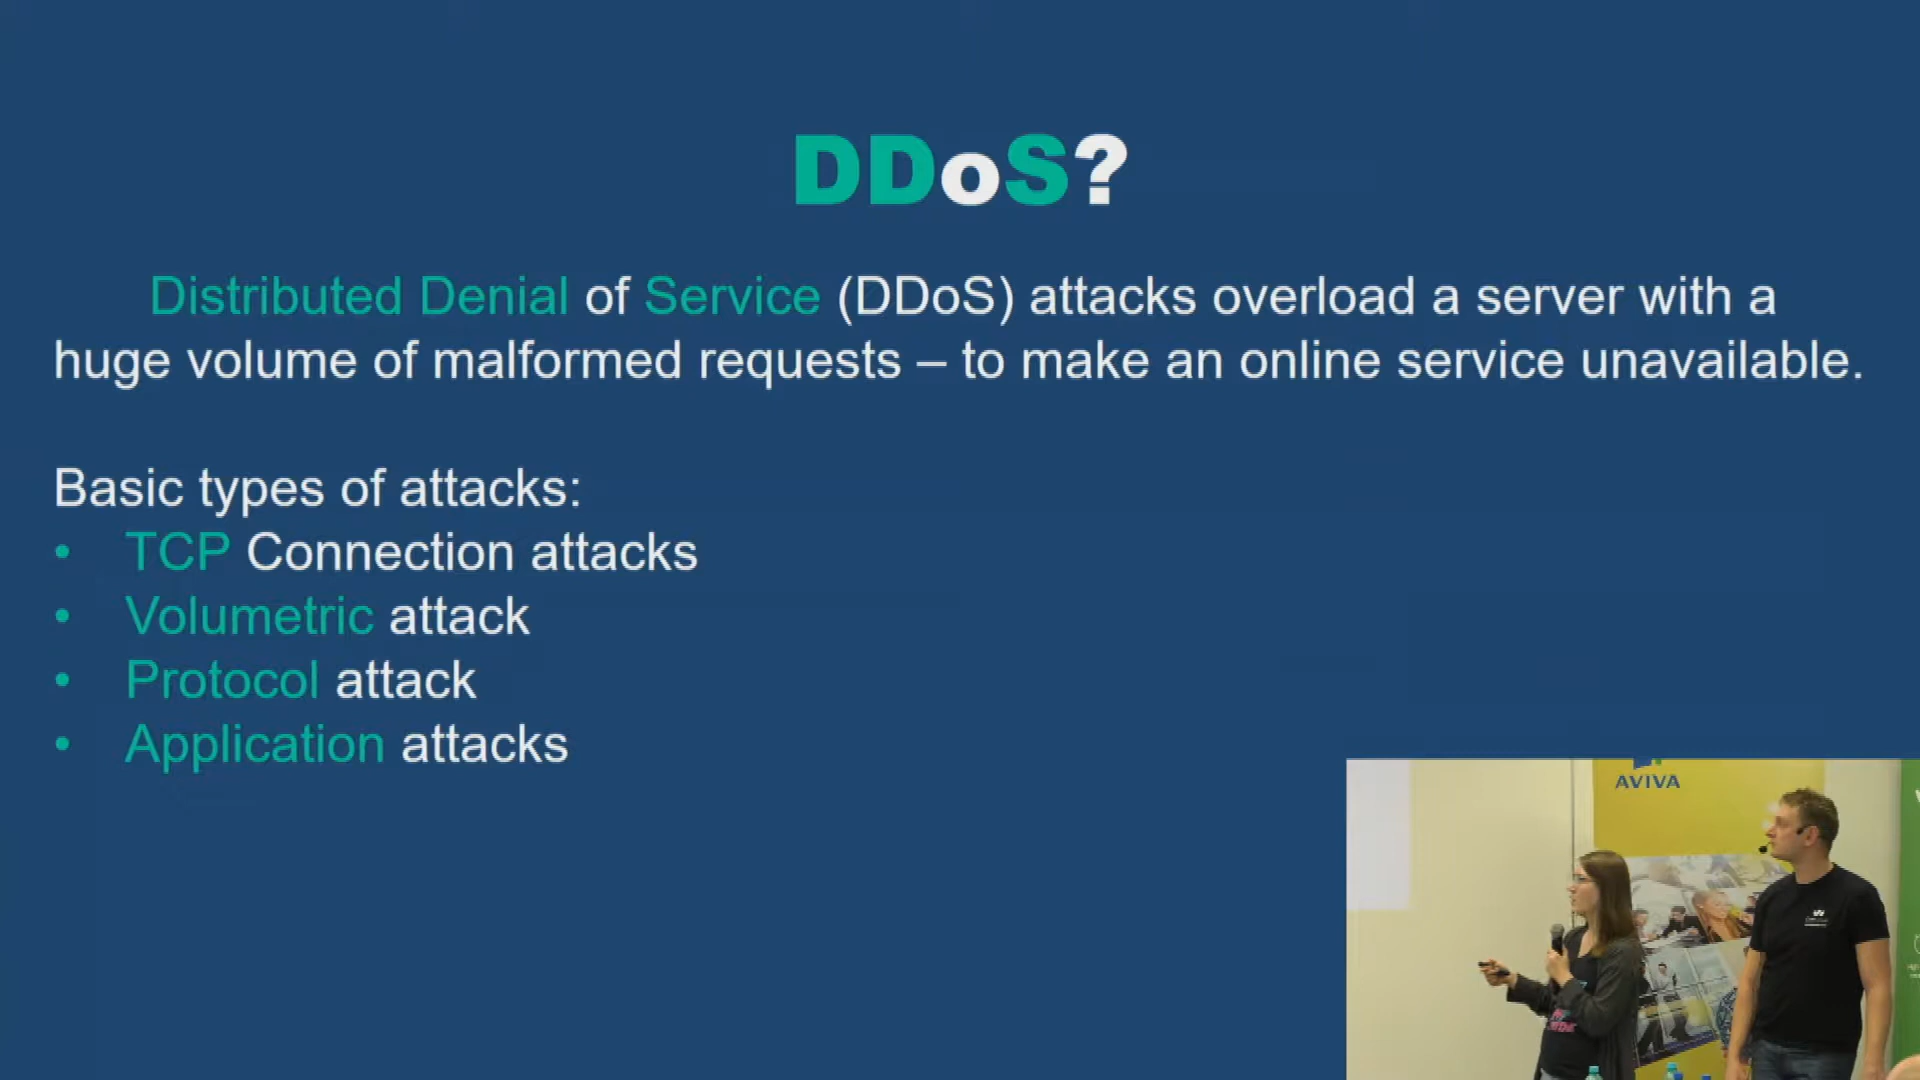 DDoS?
Distributed Denial of Service (DDoS) attacks overload a server with a
huge volume of malformed requests – to make an online service unavailable.
Basic types of attacks:
• TCP Connection attacks
• Volumetric attack
• Protocol attack
• Application attacks
AVIVA